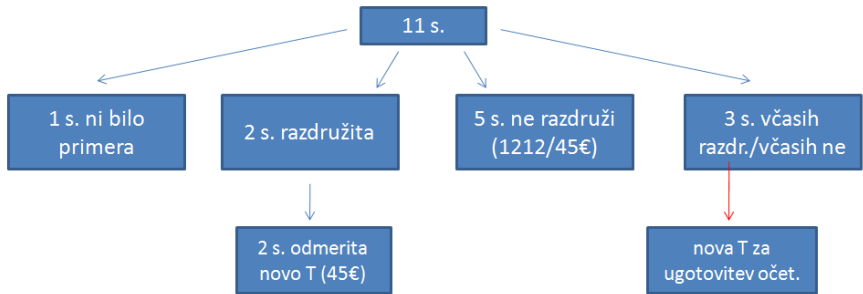 11 s.
1 s. ni bilo
primera
2 s. razdružita
5 s. ne razdruži
(1212/45€)
3 s. včasih
razdr./včasih ne
2 s. odmerita
novo T (45€)
nova T za
ugotovitev očet.